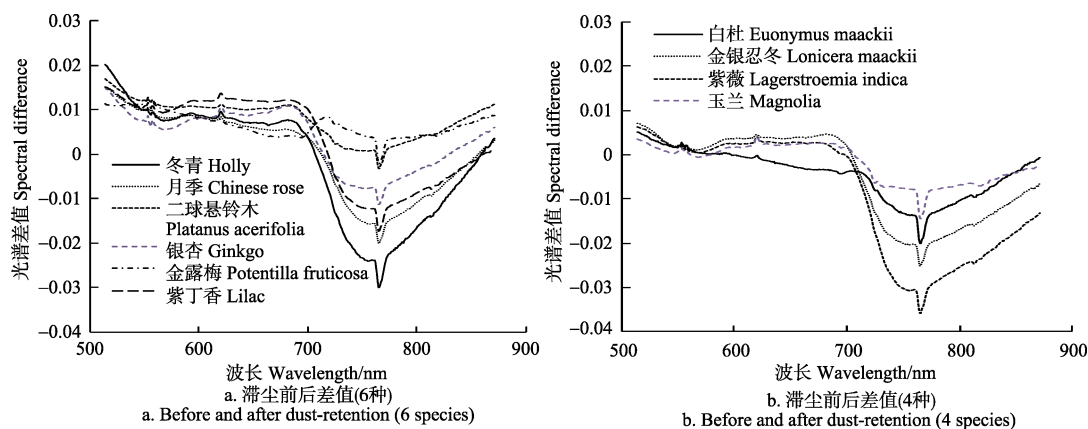 0.03
0.02
0.01
0
−0.01
−0.02
−0.03
−0.04
光谱差值 Spectral difference
冬青 Holly
月季 Chinese rose
二球悬铃木
Platanus acerifolia
银杏 Ginkgo
金露梅 Potentilla fruticosa
紫丁香 Lilac
500 600 700 800 900
波长 Wavelength/nm
a. 滞尘前后差值(6种)
a. Before and after dust-retention (6 species)
0.03
0.02
0.01
0
−0.01
−0.02
−0.03
−0.04
光谱差值 Spectral difference
白杜 Euonymus maackii
金银忍冬 Lonicera maackii
紫薇 Lagerstroemia indica
玉兰 Magnolia
500 600 700 800 900
波长 Wavelength/nm
b. 滞尘前后差值(4种)
b. Before and after dust-retention (4 species)